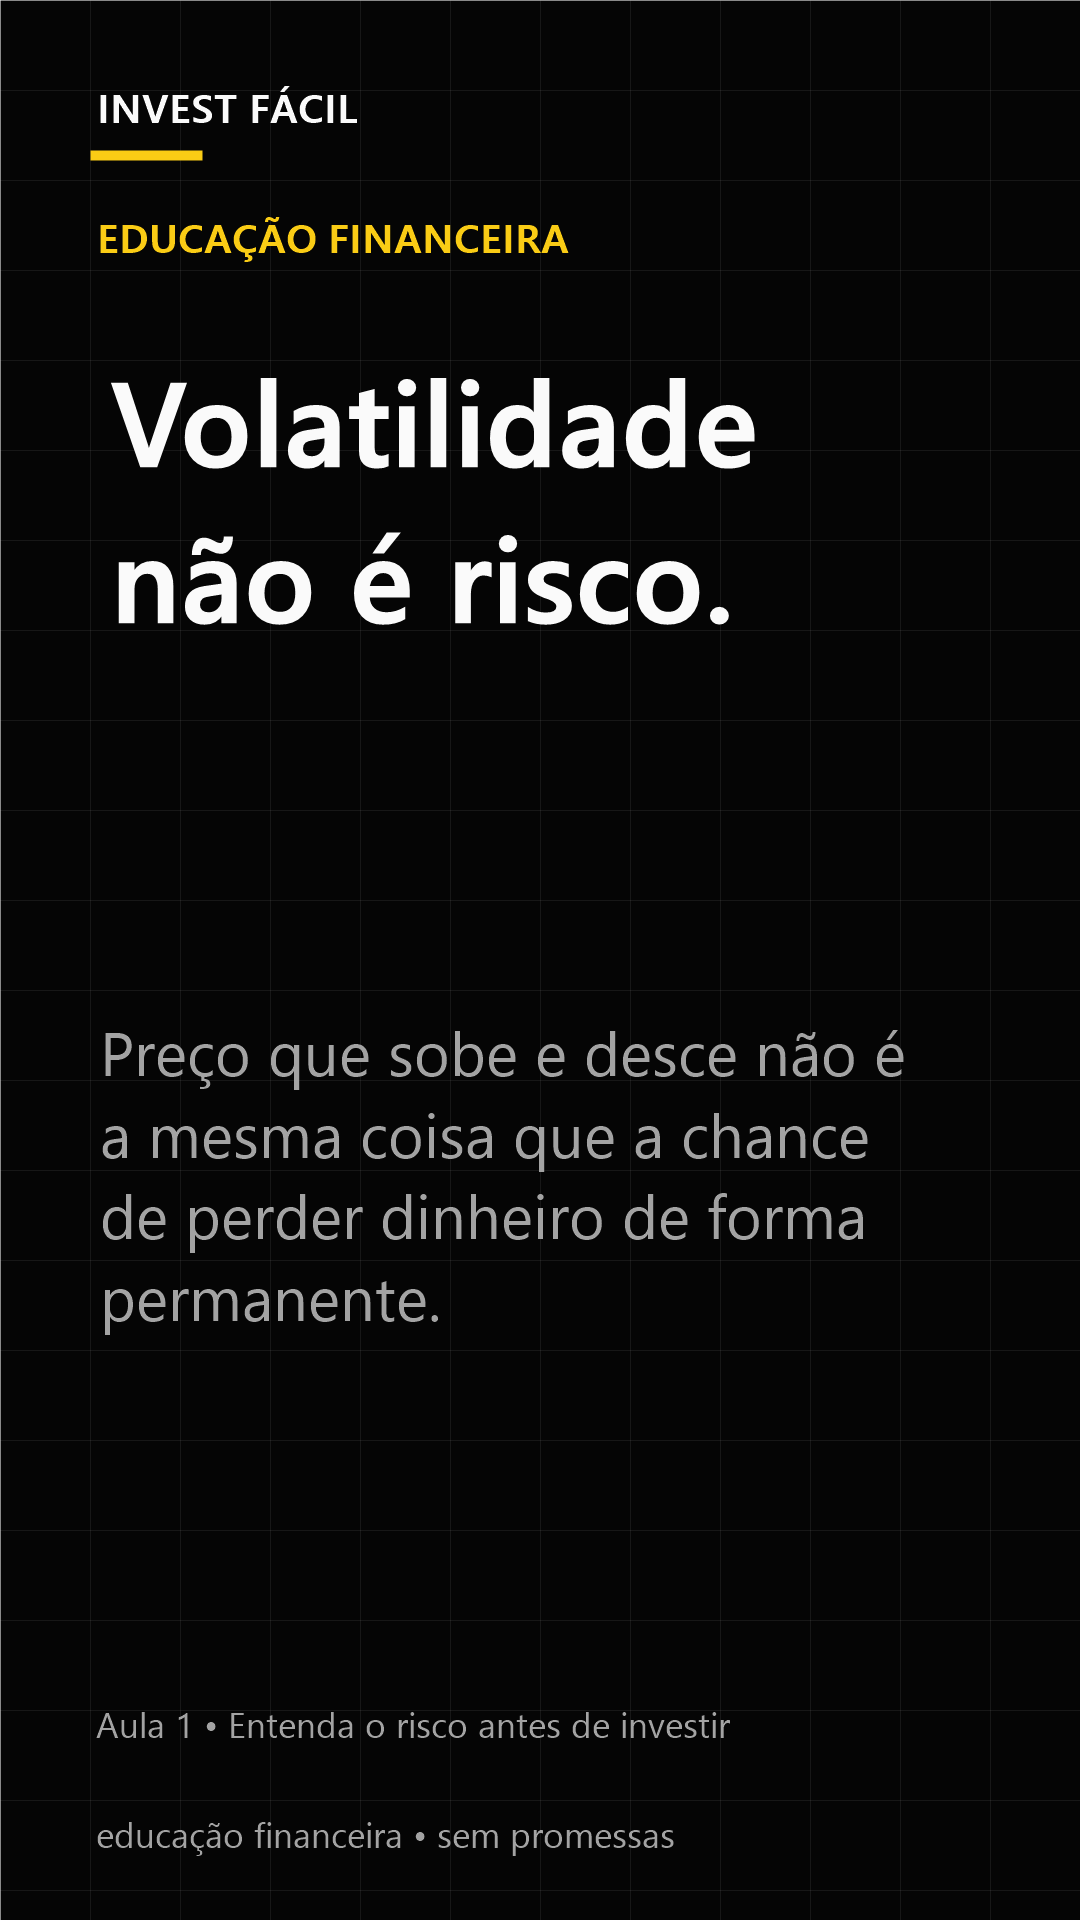 INVEST FÁCIL
EDUCAÇÃO FINANCEIRA
Volatilidade
não é risco.
Preço que sobe e desce não é
a mesma coisa que a chance
de perder dinheiro de forma
permanente.
Aula 1 • Entenda o risco antes de investir
educação financeira • sem promessas